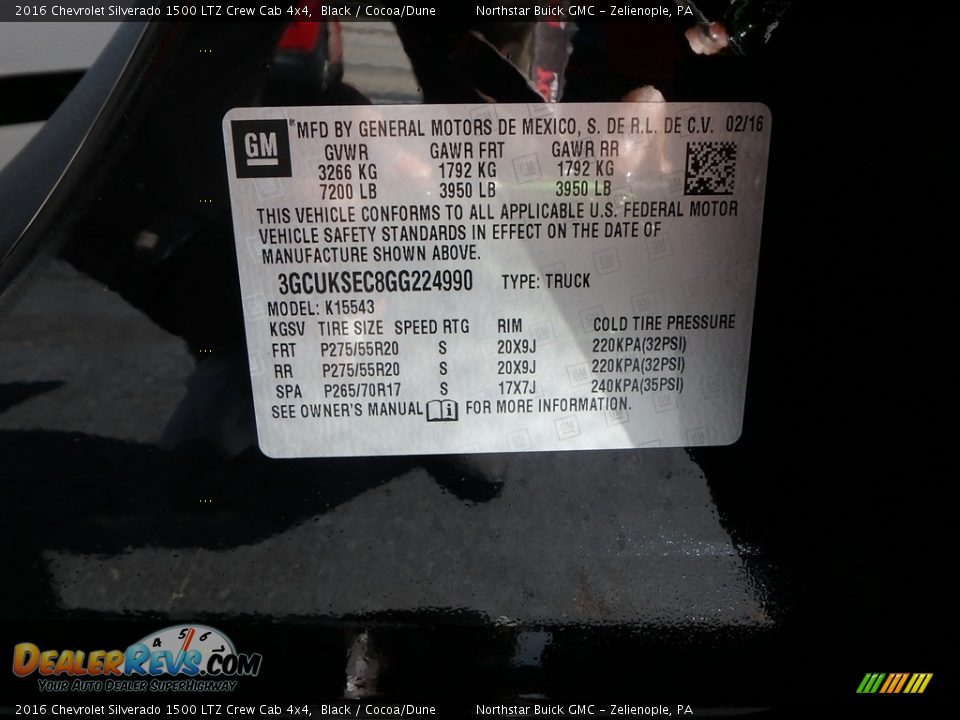 2016 Chevrolet Silverado 1500 LTZ Crew Cab 4x4, Black / Cocoa/Dune Northstar Buick GMC - Zelienople, PA
GM ® MFD BY GENERAL MOTORS DE MEXICO, S. DE R.L. DE C.V. 02/16
GVWR GAWR FRT GAWR RR
3266 KG 1792 KG 1792 KG
7200 LB 3950 LB 3950 LB
THIS VEHICLE CONFORMS TO ALL APPLICABLE U.S. FEDERAL MOTOR
VEHICLE SAFETY STANDARDS IN EFFECT ON THE DATE OF
MANUFACTURE SHOWN ABOVE.
3GCUKSEC8GG224990 TYPE: TRUCK
MODEL: K15543
KGSV TIRE SIZE SPEED RTG RIM COLD TIRE PRESSURE
FRT P275/55R20 S 20X9J 220KPA(32PSI)
RR P275/55R20 S 20X9J 220KPA(32PSI)
SPA P265/70R17 S 17X7J 240KPA(35PSI)
SEE OWNER'S MANUAL FOR MORE INFORMATION.
4 5 6
DEALERREVS.COM
Your Auto Dealer SuperHighway
2016 Chevrolet Silverado 1500 LTZ Crew Cab 4x4, Black / Cocoa/Dune Northstar Buick GMC - Zelienople, PA